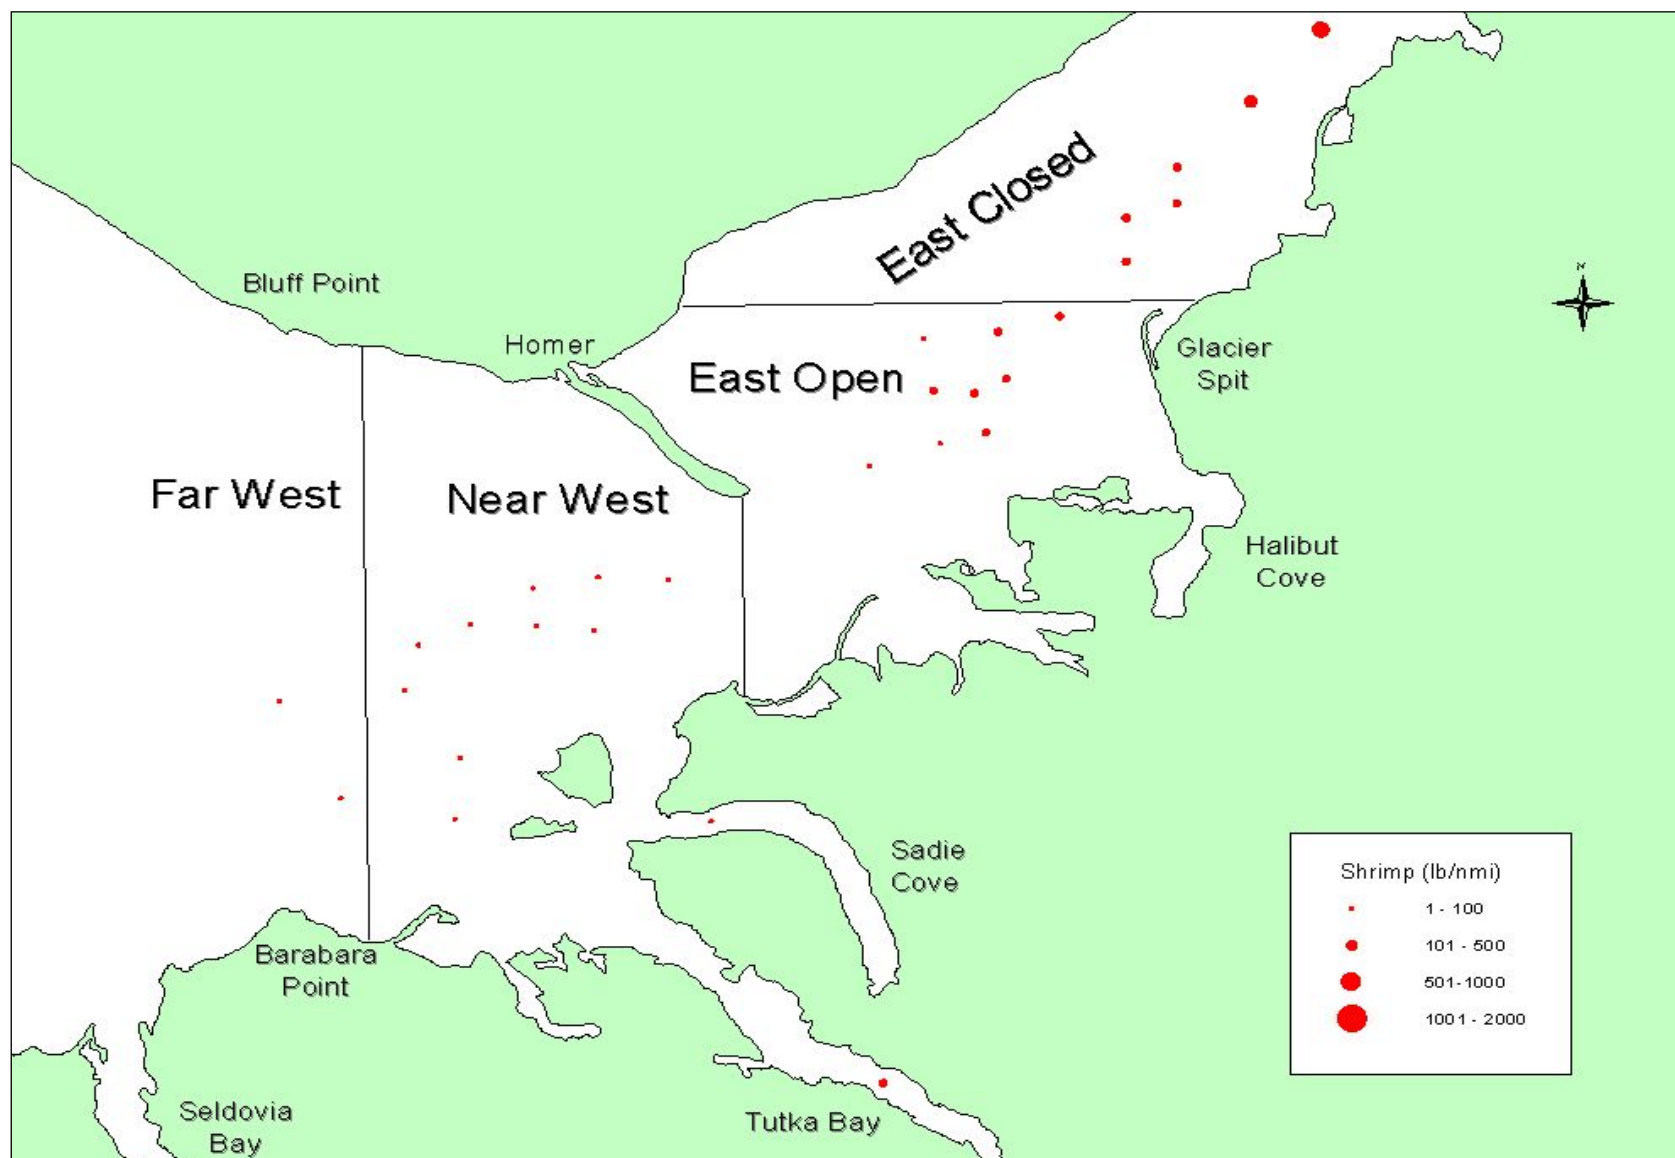 East Closed
Bluff Point
Homer
East Open
Glacier
Spit
Far West
Near West
Halibut
Cove
Sadie
Cove
Barabara
Point
Seldovia
Bay
Tutka Bay
N
Shrimp (lb/nmi)
1 - 100
101 - 500
501-1000
1001 - 2000